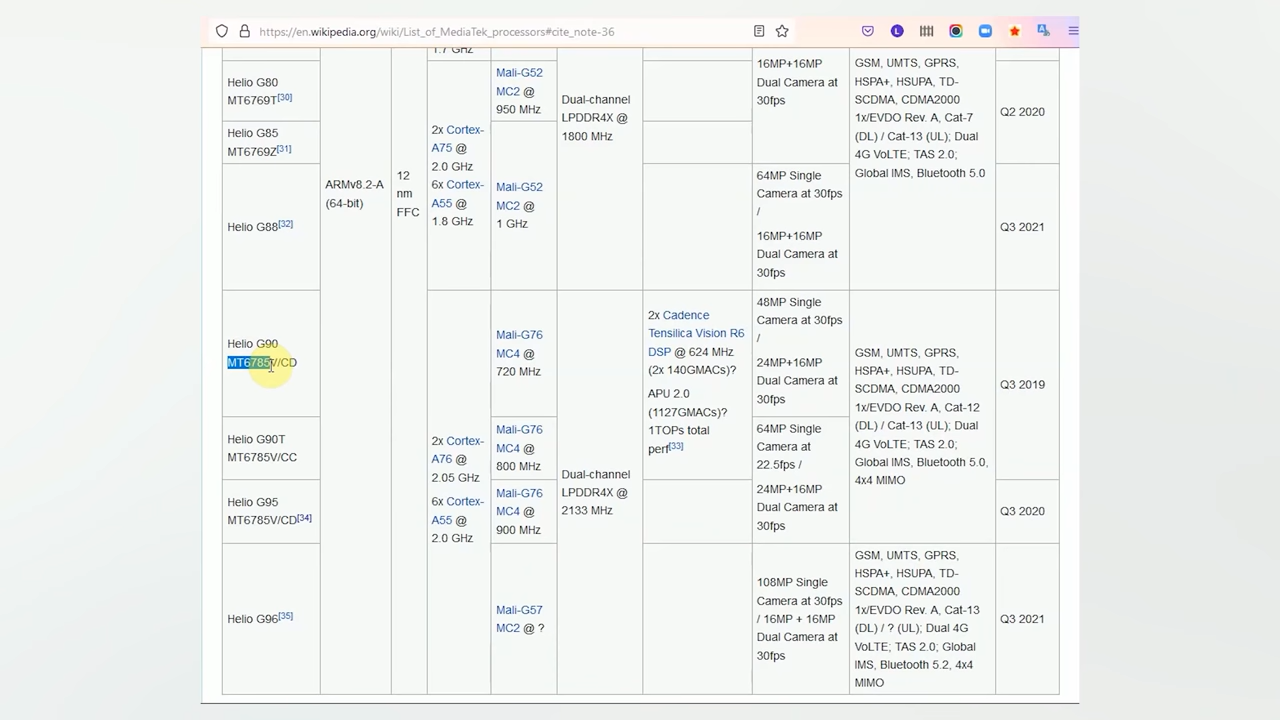 https://en.wikipedia.org/wiki/List_of_MediaTek_processors#cite_note-36
1.7 GHz
Helio G80
MT6769T[30]
Helio G85
MT6769Z[31]
Helio G88[32]
Helio G90
MT6785V/CD
Helio G90T
MT6785V/CC
Helio G95
MT6785V/CD[34]
Helio G96[35]
ARMv8.2-A
(64-bit)
12
nm
FFC
2x Cortex-
A75 @
2.0 GHz
6x Cortex-
A55 @
1.8 GHz
2x Cortex-
A76 @
2.05 GHz
6x Cortex-
A55 @
2.0 GHz
Mali-G52
MC2 @
950 MHz
Mali-G52
MC2 @
1 GHz
Mali-G76
MC4 @
720 MHz
Mali-G76
MC4 @
800 MHz
Mali-G76
MC4 @
900 MHz
Mali-G57
MC2 @ ?
Dual-channel
LPDDR4X @
1800 MHz
Dual-channel
LPDDR4X @
2133 MHz
2x Cadence
Tensilica Vision R6
DSP @ 624 MHz
(2x 140GMACs)?
APU 2.0
(1127GMACs)?
1TOPs total
perf[33]
16MP+16MP
Dual Camera at
30fps
64MP Single
Camera at 30fps
/
16MP+16MP
Dual Camera at
30fps
48MP Single
Camera at 30fps
/
24MP+16MP
Dual Camera at
30fps
64MP Single
Camera at
22.5fps /
24MP+16MP
Dual Camera at
30fps
108MP Single
Camera at 30fps
/ 16MP + 16MP
Dual Camera at
30fps
GSM, UMTS, GPRS,
HSPA+, HSUPA, TD-
SCDMA, CDMA2000
1x/EVDO Rev. A, Cat-7
(DL) / Cat-13 (UL); Dual
4G VoLTE; TAS 2.0;
Global IMS, Bluetooth 5.0
GSM, UMTS, GPRS,
HSPA+, HSUPA, TD-
SCDMA, CDMA2000
1x/EVDO Rev. A, Cat-12
(DL) / Cat-13 (UL); Dual
4G VoLTE; TAS 2.0;
Global IMS, Bluetooth 5.0,
4x4 MIMO
GSM, UMTS, GPRS,
HSPA+, HSUPA, TD-
SCDMA, CDMA2000
1x/EVDO Rev. A, Cat-13
(DL) / ? (UL); Dual 4G
VoLTE; TAS 2.0; Global
IMS, Bluetooth 5.2, 4x4
MIMO
Q2 2020
Q3 2021
Q3 2019
Q3 2020
Q3 2021